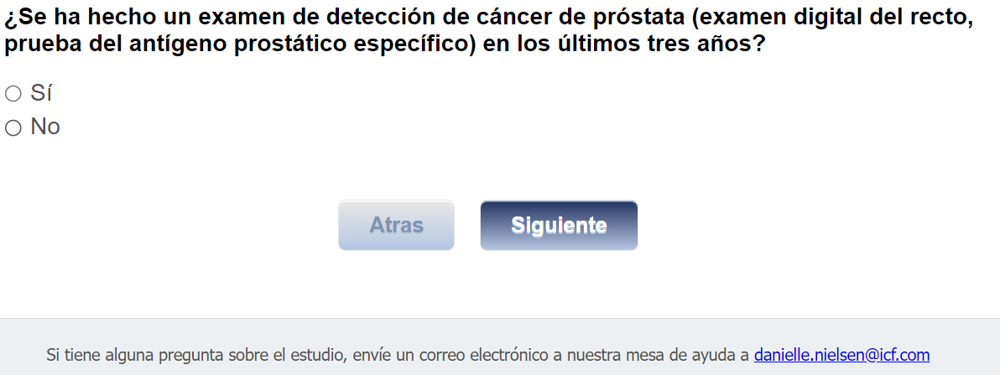 ¿Se ha hecho un examen de detección de cáncer de próstata (examen digital del recto,
prueba del antígeno prostático específico) en los últimos tres años?
Sí
No
Atras
Siguiente
Si tiene alguna pregunta sobre el estudio, envíe un correo electrónico a nuestra mesa de ayuda a danielle.nielsen@icf.com